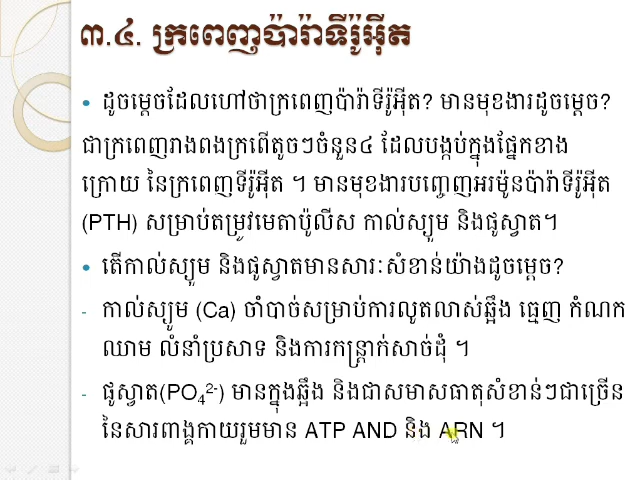 ៣.៤. ក្រពេញប៉ារ៉ាទីរ៉ូអ៊ីត
• ដូចម្ដេចដែលហៅថាក្រពេញប៉ារ៉ាទីរ៉ូអ៊ីត? មានមុខងារដូចម្ដេច?
ជាក្រពេញរាងពងក្រពើតូចៗចំនួន៤ ដែលបង្កប់ក្នុងផ្នែកខាង
ក្រោយ នៃក្រពេញទីរ៉ូអ៊ីត ។ មានមុខងារបញ្ចេញអរម៉ូនប៉ារ៉ាទីរ៉ូអ៊ីត
(PTH) សម្រាប់តម្រូវមេតាប៉ូលីស កាល់ស្យូម និងផូស្វាត។
• តើកាល់ស្យូម និងផូស្វាតមានសារៈសំខាន់យ៉ាងដូចម្ដេច?
- កាល់ស្យូម (Ca) ចាំបាច់សម្រាប់ការលូតលាស់ឆ្អឹង ធ្មេញ កំណក
ឈាម លំនាំប្រសាទ និងការកន្ត្រាក់សាច់ដុំ ។
- ផូស្វាត(PO₄²⁻) មានក្នុងឆ្អឹង និងជាសមាសធាតុសំខាន់ៗជាច្រើន
នៃសារពាង្គកាយរួមមាន ATP AND និង ARN ។